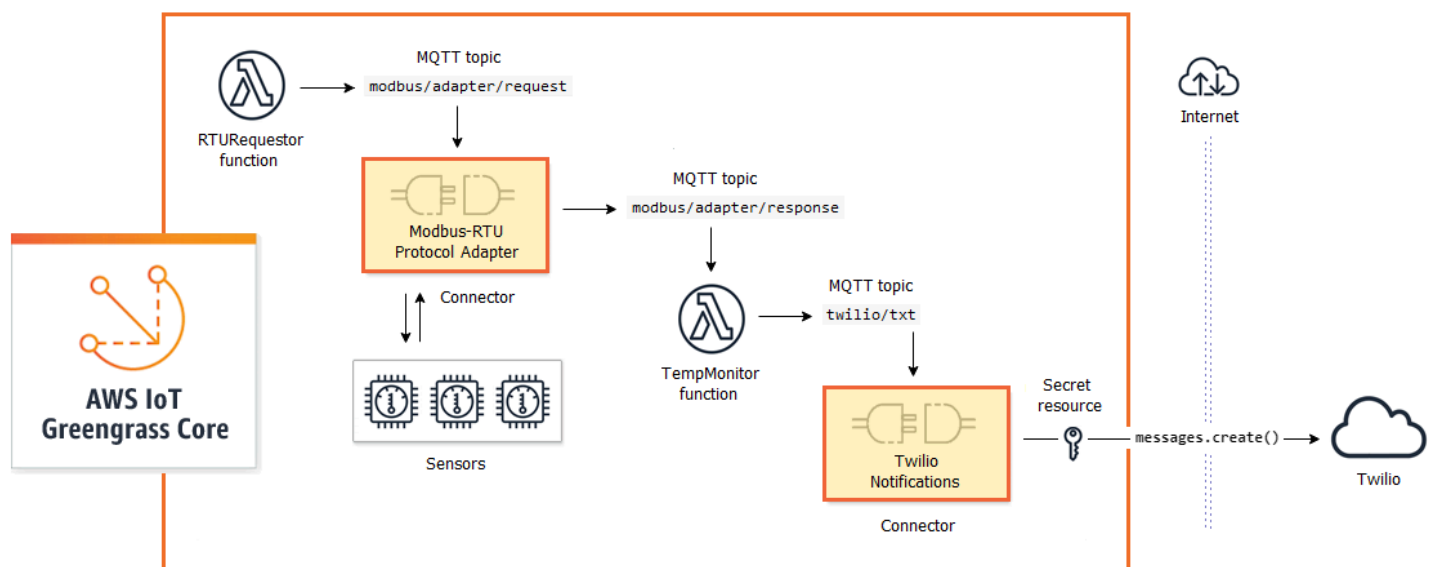 MQTT topic
modbus/adapter/request
RTURequestor
function
Internet
MQTT topic
modbus/adapter/response
Modbus-RTU
Protocol Adapter
Connector
MQTT topic
twilio/txt
AWS IoT
Greengrass Core
TempMonitor
function
Sensors
Secret
resource
messages.create()
Twilio
Notifications
Twilio
Connector